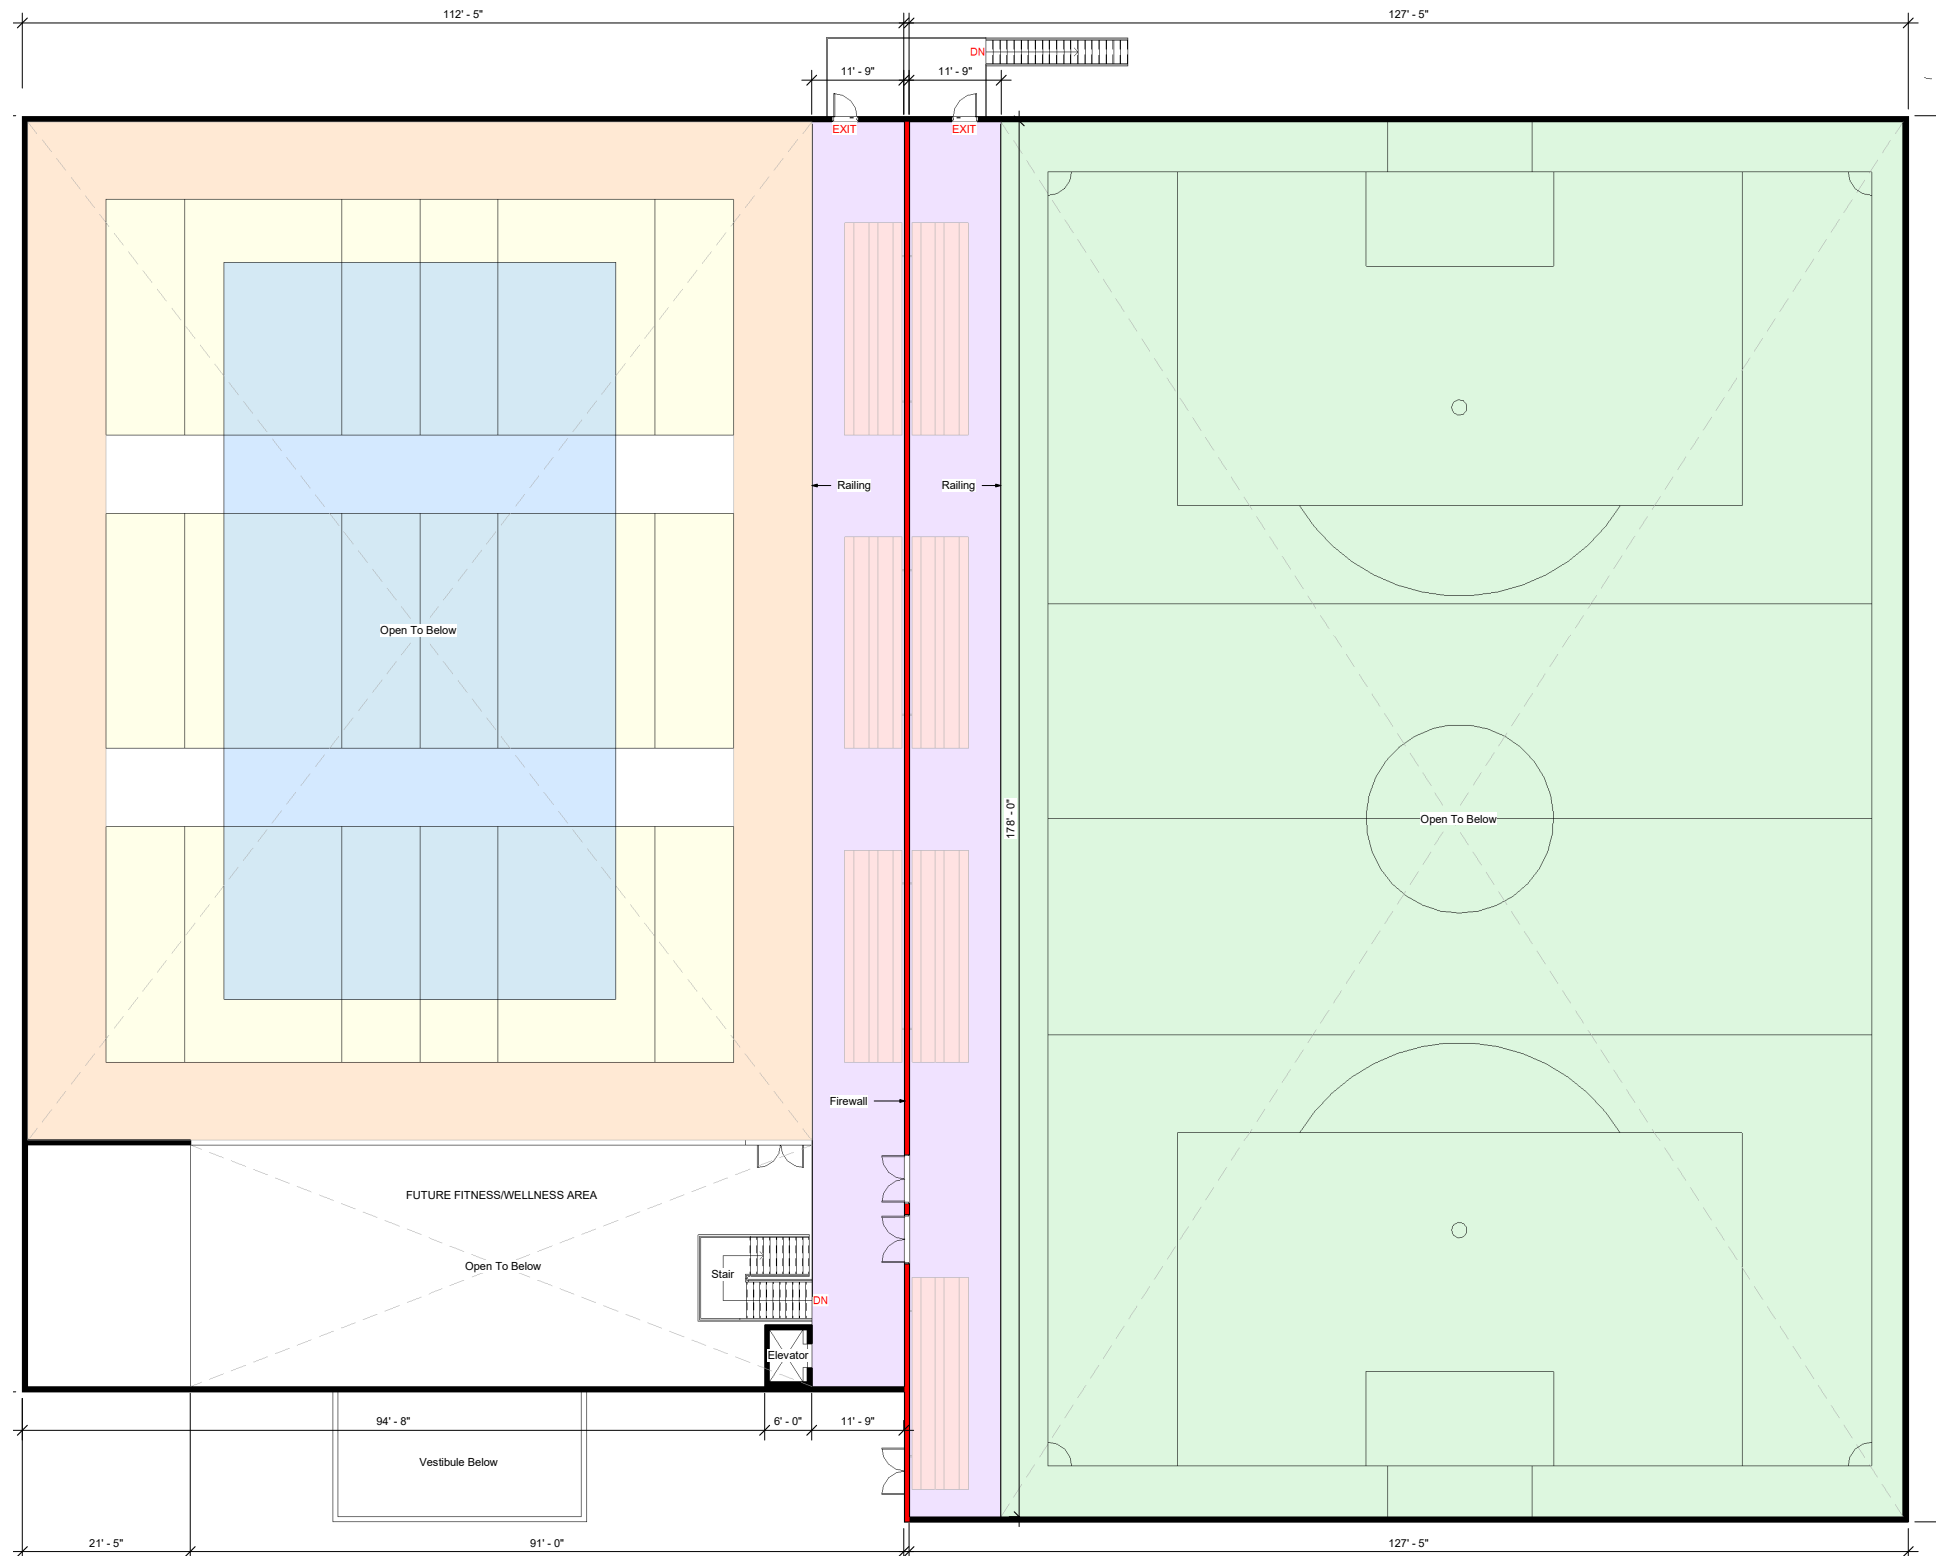 112' - 5"
127' - 5"
DN
11' - 9"
11' - 9"
EXIT
EXIT
Railing
Railing
Open To Below
178' - 0"
Open To Below
Firewall
FUTURE FITNESS/WELLNESS AREA
Open To Below
Stair
DN
Elevator
94' - 8"
6' - 0"
11' - 9"
Vestibule Below
21' - 5"
91' - 0"
127' - 5"